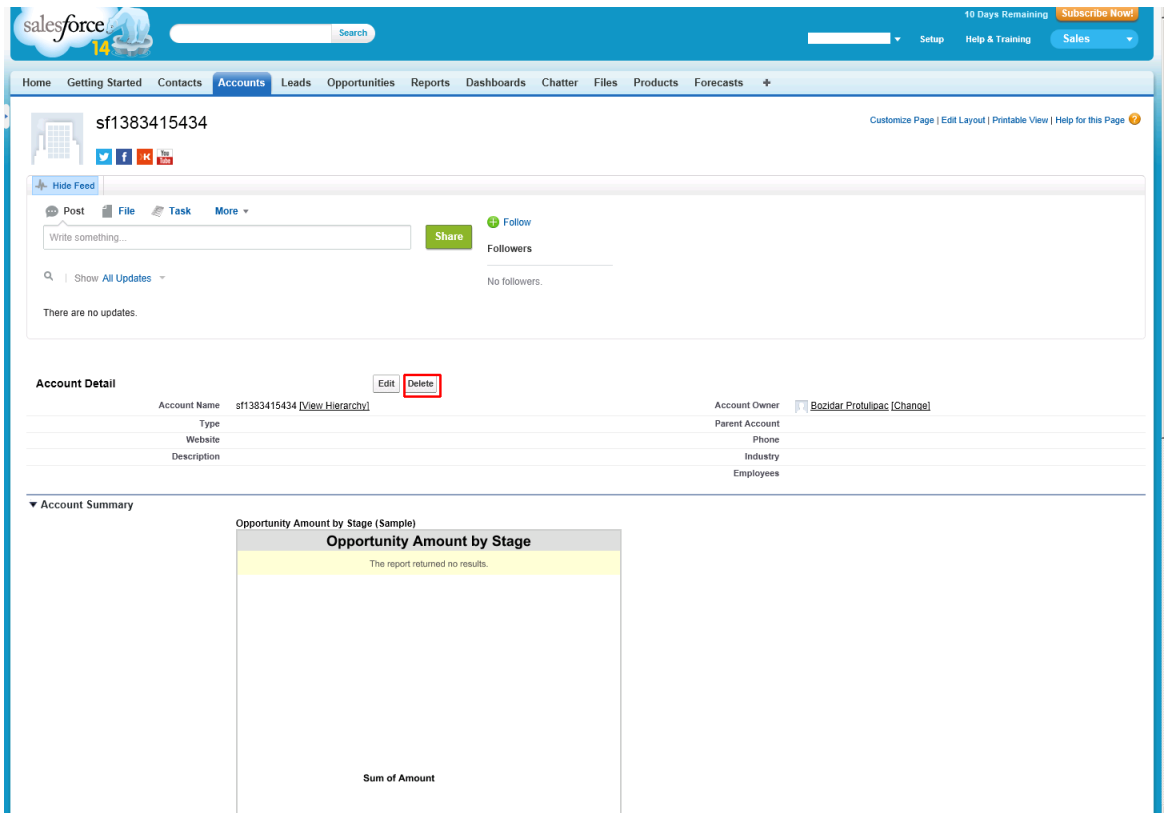 10 Days Remaining Subscribe Now!
salesforce
14
Search
Setup Help & Training Sales
Home Getting Started Contacts Accounts Leads Opportunities Reports Dashboards Chatter Files Products Forecasts +
sf1383415434
Customize Page | Edit Layout | Printable View | Help for this Page ?
f K You Tube
Hide Feed
Post File Task More
Write something... Share
Follow
Followers
Show All Updates
No followers.
There are no updates.
Account Detail Edit Delete
Account Name sf1383415434 [View Hierarchy] Account Owner Bozidar Protulipac [Change]
Type Parent Account
Website Phone
Description Industry
Employees
Account Summary
Opportunity Amount by Stage (Sample)
Opportunity Amount by Stage
The report returned no results.
Sum of Amount